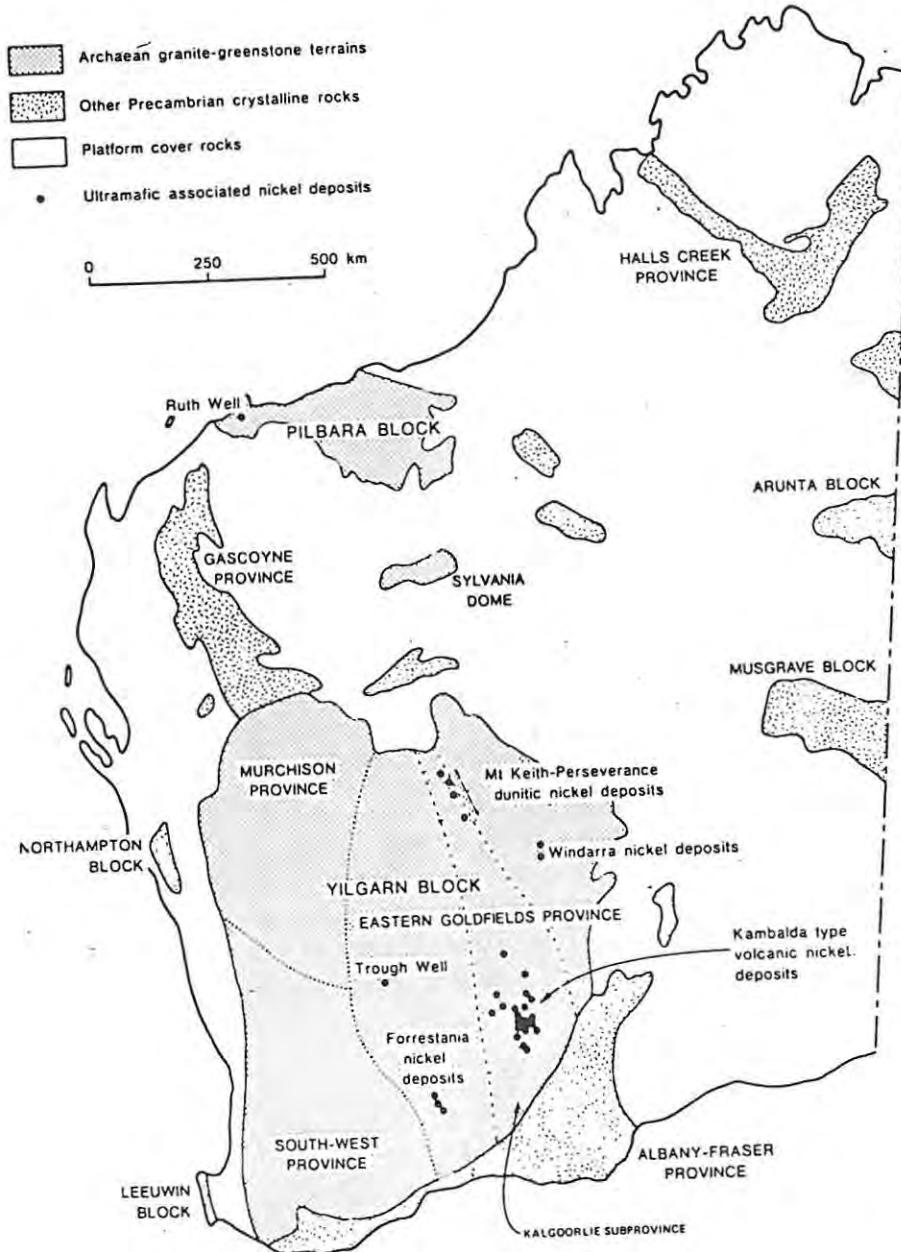 Archaean granite-greenstone terrains
Other Precambrian crystalline rocks
Platform cover rocks
Ultramafic associated nickel deposits
0 250 500 km
HALLS CREEK
PROVINCE
Ruth Well
PILBARA BLOCK
ARUNTA BLOCK
GASCOYNE
PROVINCE
SYLVANIA
DOME
MUSGRAVE BLOCK
MURCHISON
PROVINCE
Mt Keith-Perseverance
dunitic nickel deposits
NORTHAMPTON
BLOCK
Windarra nickel deposits
YILGARN BLOCK
EASTERN GOLDFIELDS PROVINCE
Kambalda type
volcanic nickel.
deposits
Trough Well
Forrestania
nickel
deposits
SOUTH-WEST
PROVINCE
ALBANY-FRASER
PROVINCE
LEEUWIN
BLOCK
KALGOORLIE SUBPROVINCE